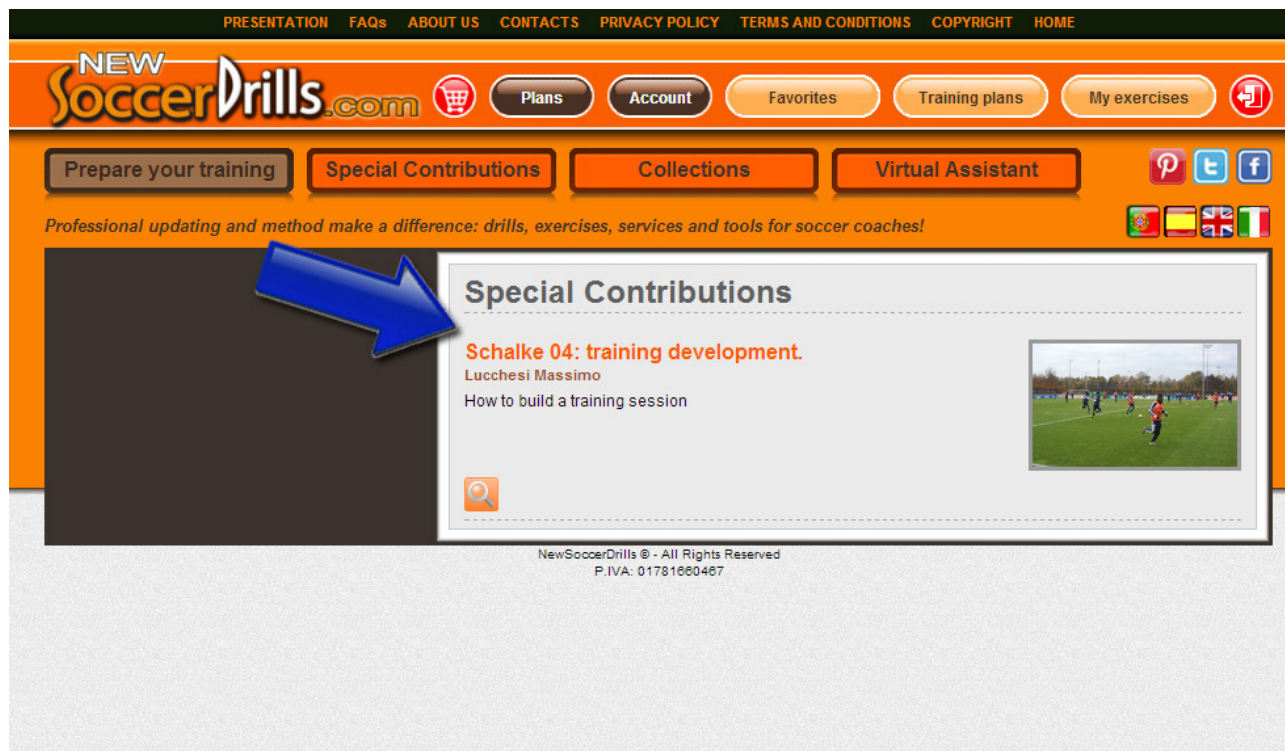 PRESENTATION FAQs ABOUT US CONTACTS PRIVACY POLICY TERMS AND CONDITIONS COPYRIGHT HOME
NEW
SoccerDrills.com
Plans Account Favorites Training plans My exercises
Prepare your training Special Contributions Collections Virtual Assistant
Professional updating and method make a difference: drills, exercises, services and tools for soccer coaches!
Special Contributions
Schalke 04: training development.
Lucchesi Massimo
How to build a training session
NewSoccerDrills © - All Rights Reserved
P.IVA: 01781660467